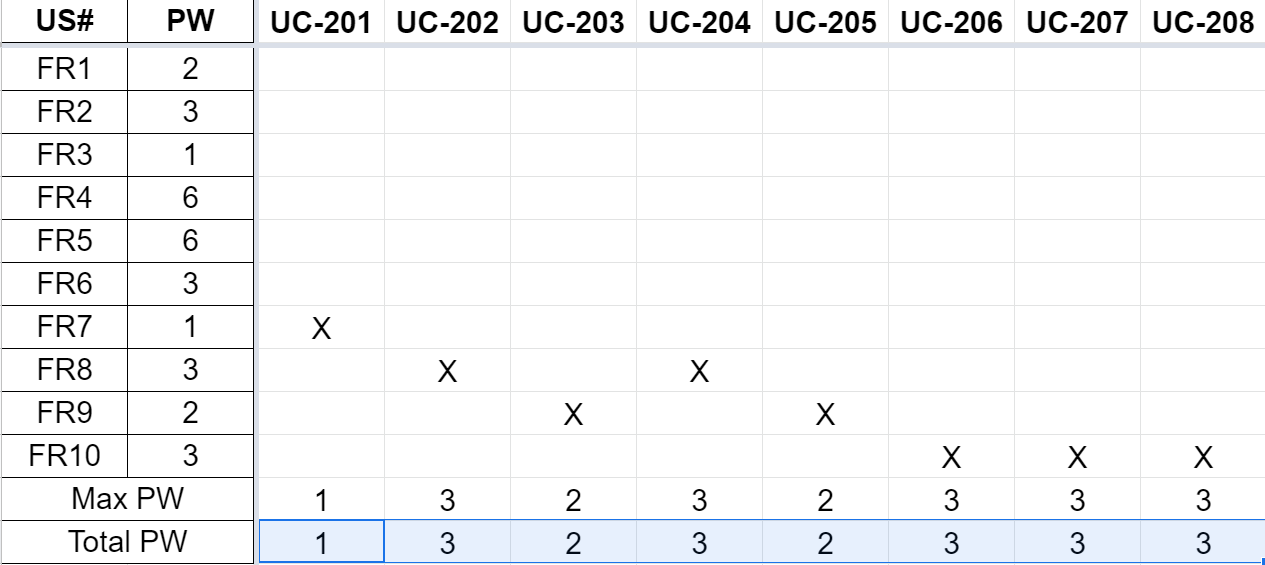 US# PW UC-201 UC-202 UC-203 UC-204 UC-205 UC-206 UC-207 UC-208
FR1 2
FR2 3
FR3 1
FR4 6
FR5 6
FR6 3
FR7 1 X
FR8 3 X X
FR9 2 X X
FR10 3 X X X
Max PW 1 3 2 3 2 3 3 3
Total PW 1 3 2 3 2 3 3 3